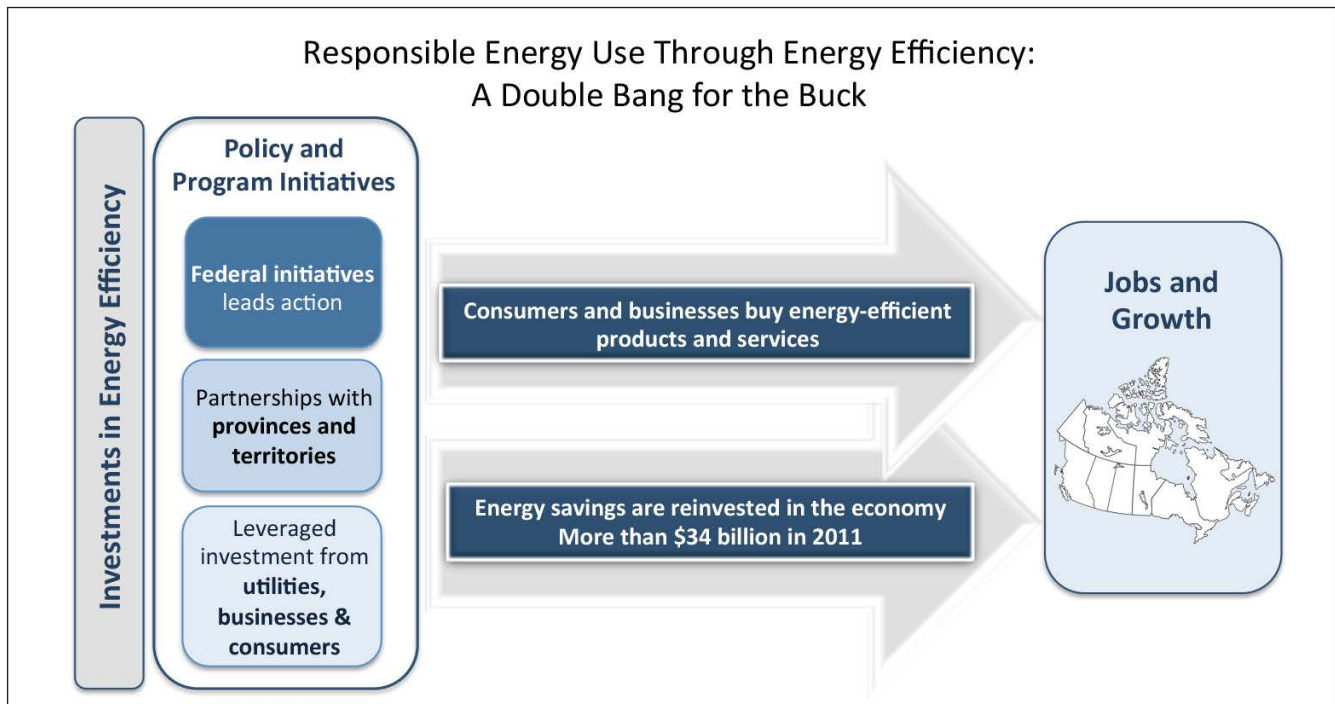 Responsible Energy Use Through Energy Efficiency:
A Double Bang for the Buck
Investments in Energy Efficiency
Policy and
Program Initiatives
Federal initiatives
leads action
Partnerships with
provinces and
territories
Leveraged
investment from
utilities,
businesses &
consumers
Consumers and businesses buy energy-efficient
products and services
Energy savings are reinvested in the economy
More than $34 billion in 2011
Jobs and
Growth